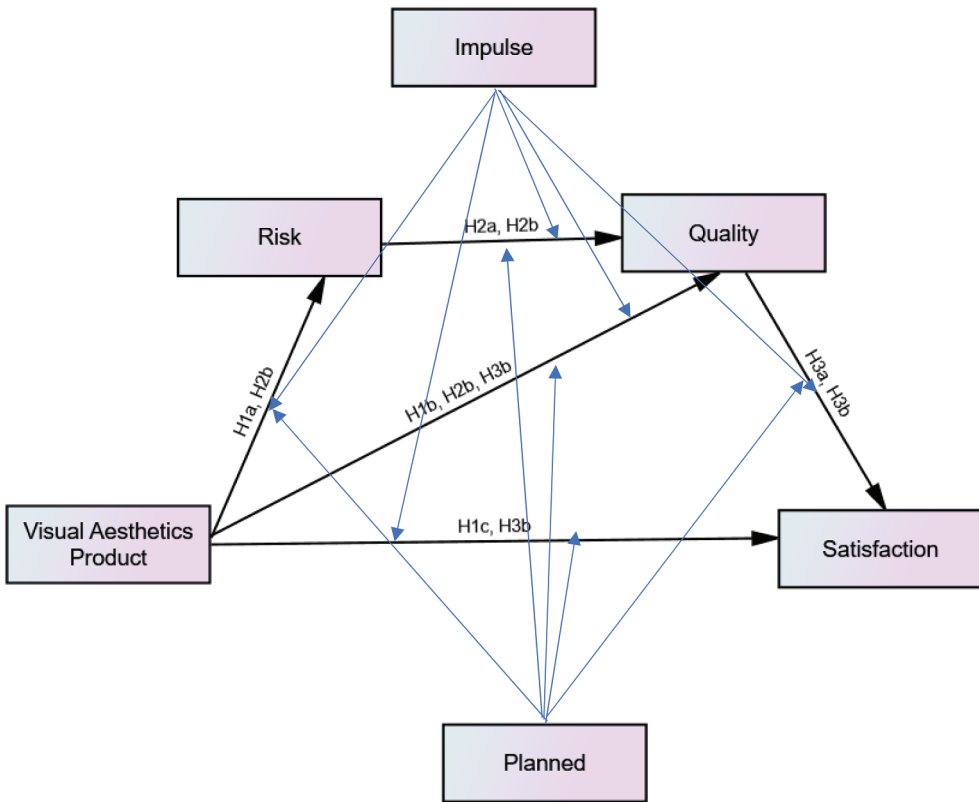 Impulse
Risk
H2a, H2b
Quality
H1a, H2b
H1b, H2b, H3b
H3a, H3b
Visual Aesthetics
Product
H1c, H3b
Satisfaction
Planned